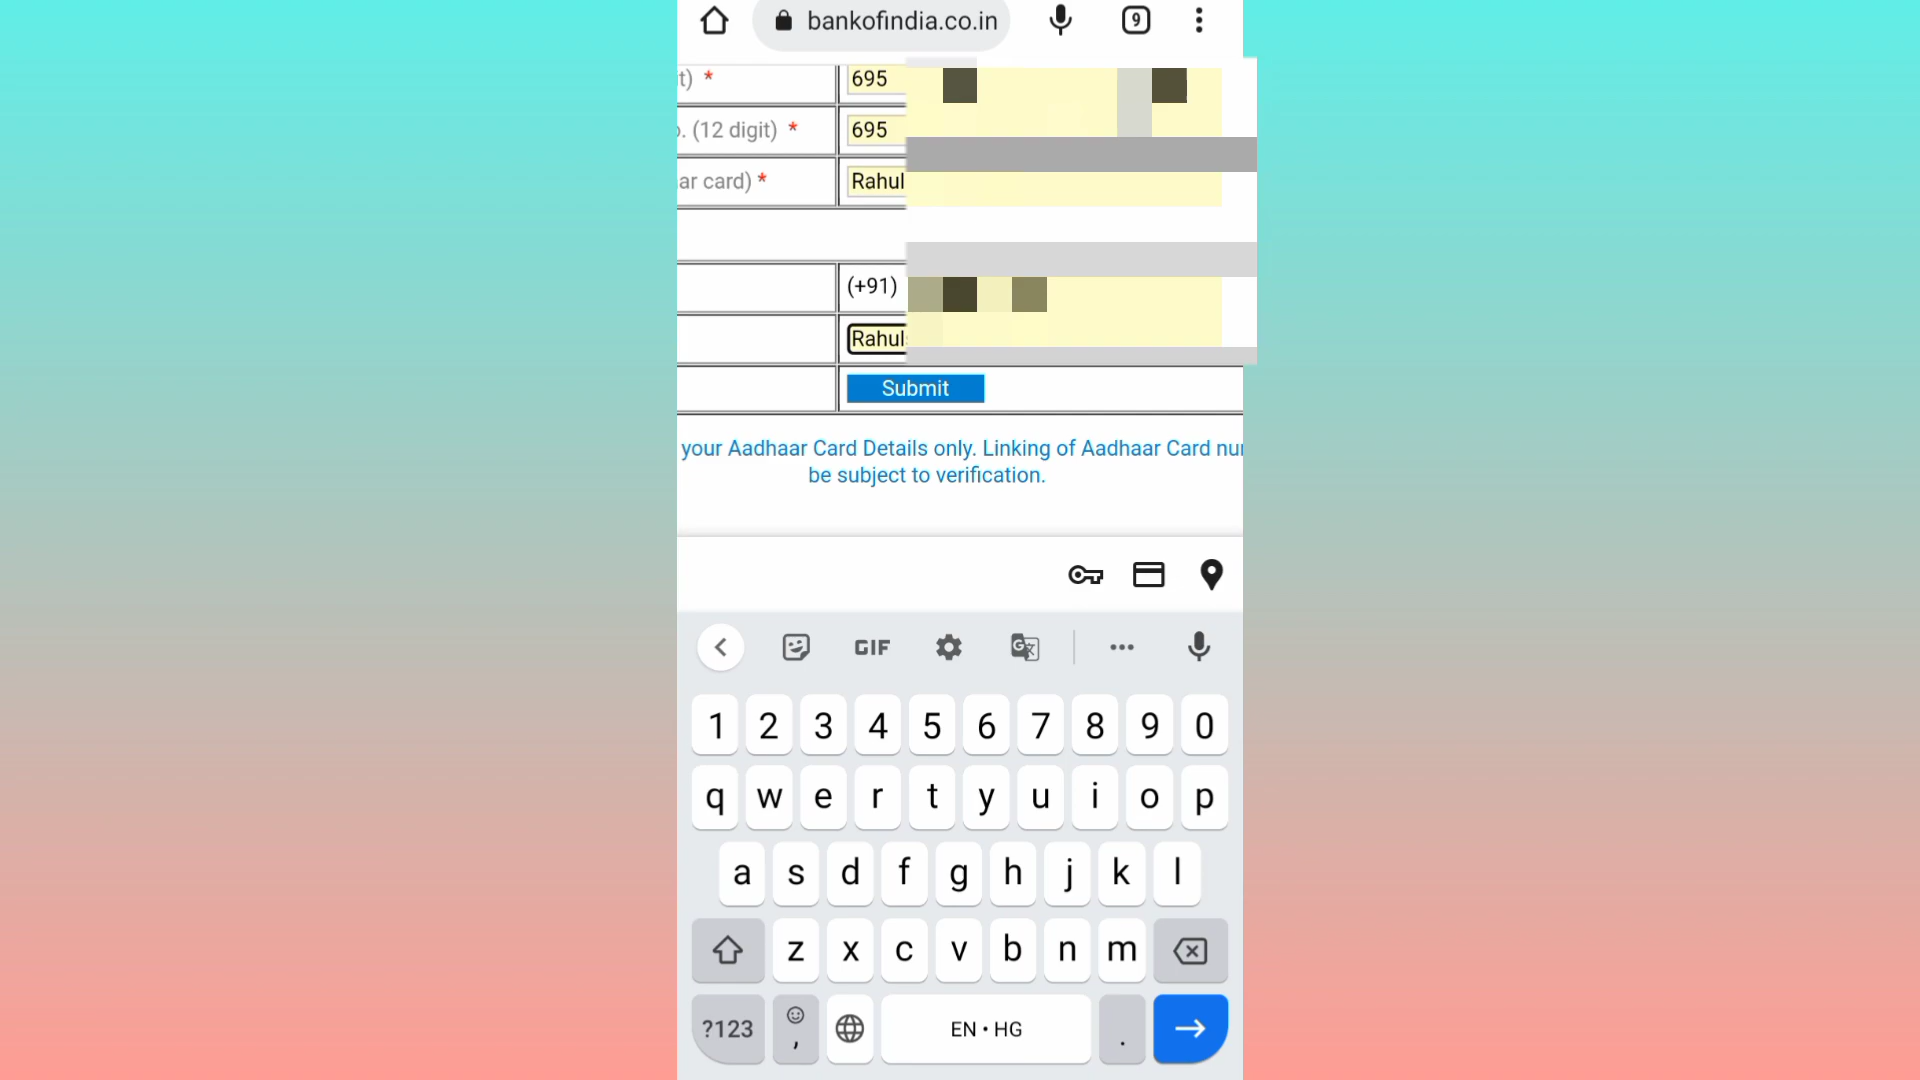 bankofindia.co.in
9
t) * 695
o. (12 digit) * 695
ar card) * Rahul
(+91)
Rahul
Submit
your Aadhaar Card Details only. Linking of Aadhaar Card nu
be subject to verification.
GIF
1 2 3 4 5 6 7 8 9 0
q w e r t y u i o p
a s d f g h j k l
z x c v b n m
?123 , EN • HG .